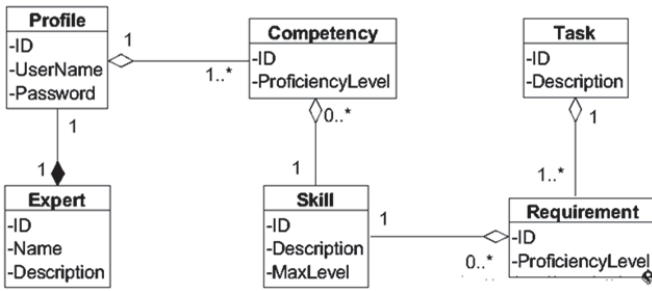 Profile
-ID
-UserName
-Password
1
1..*
Competency
-ID
-ProficiencyLevel
0..*
Task
-ID
-Description
1
1..*
1
1
Expert
-ID
-Name
-Description
1
Skill
-ID
-Description
-MaxLevel
1
0..*
Requirement
-ID
-ProficiencyLevel